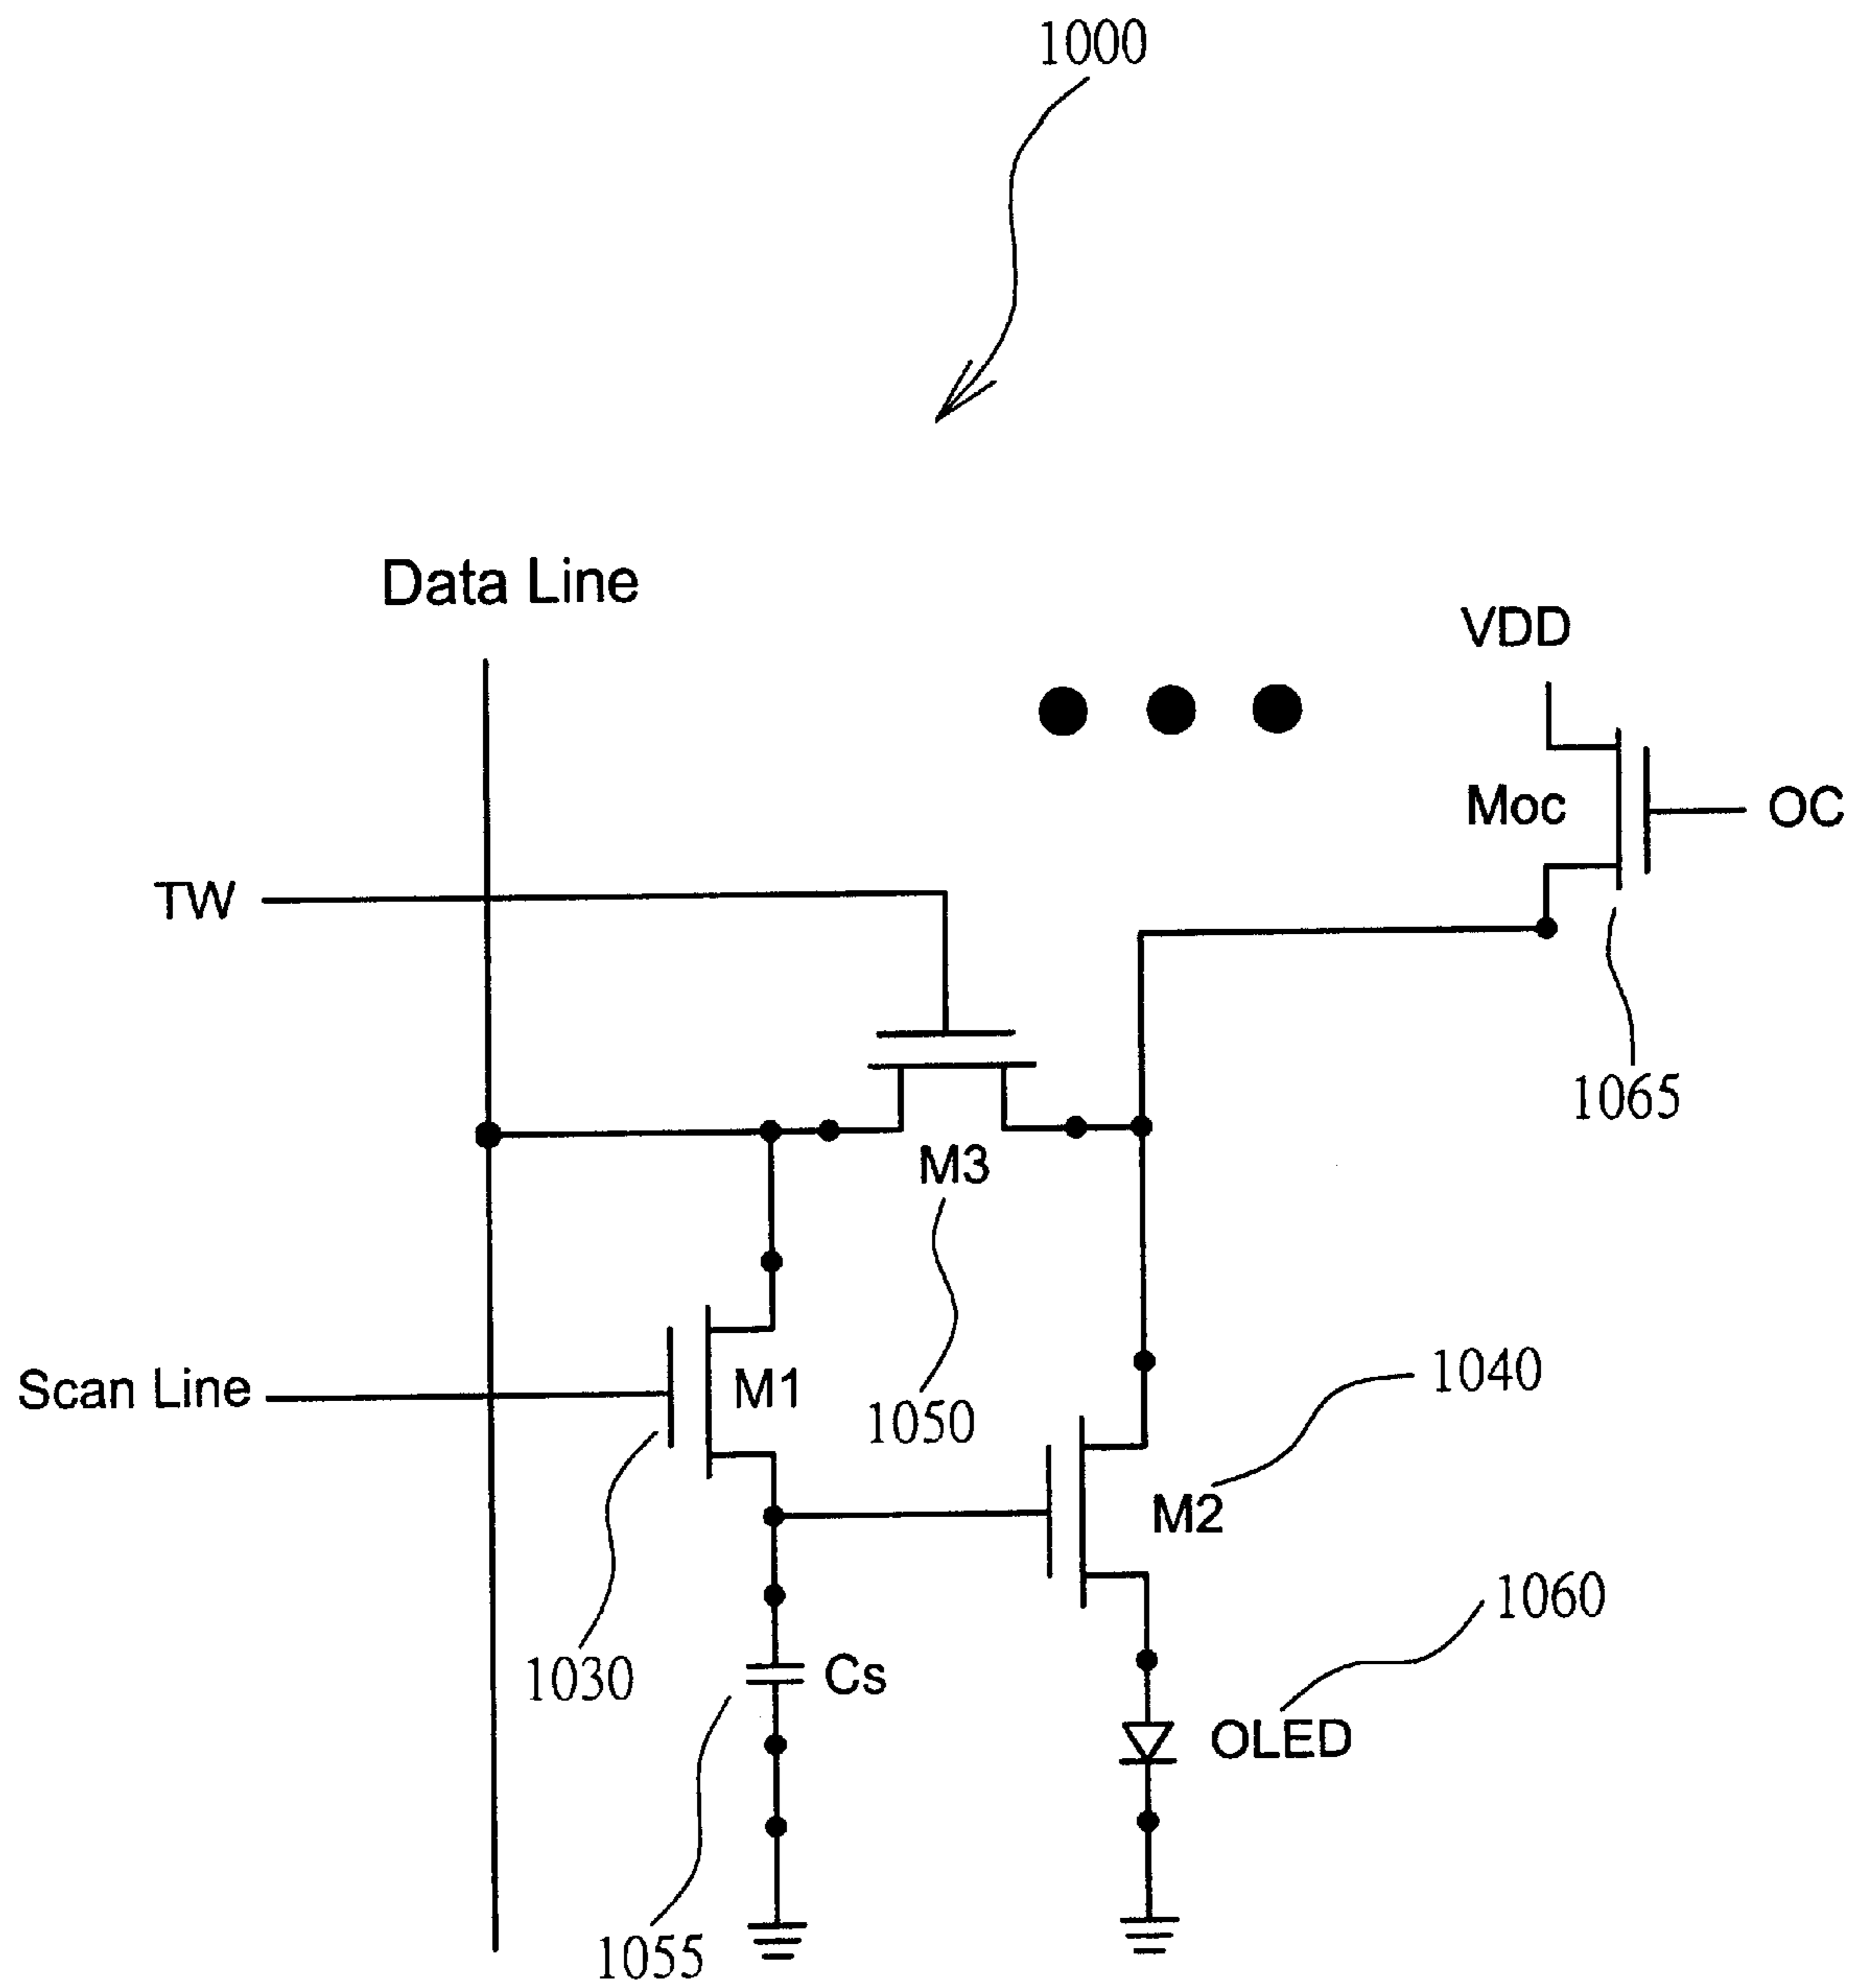 1000
Data Line
VDD
Moc
OC
TW
1065
M3
Scan Line
M1
1050
1040
M2
1060
1030
Cs
OLED
1055